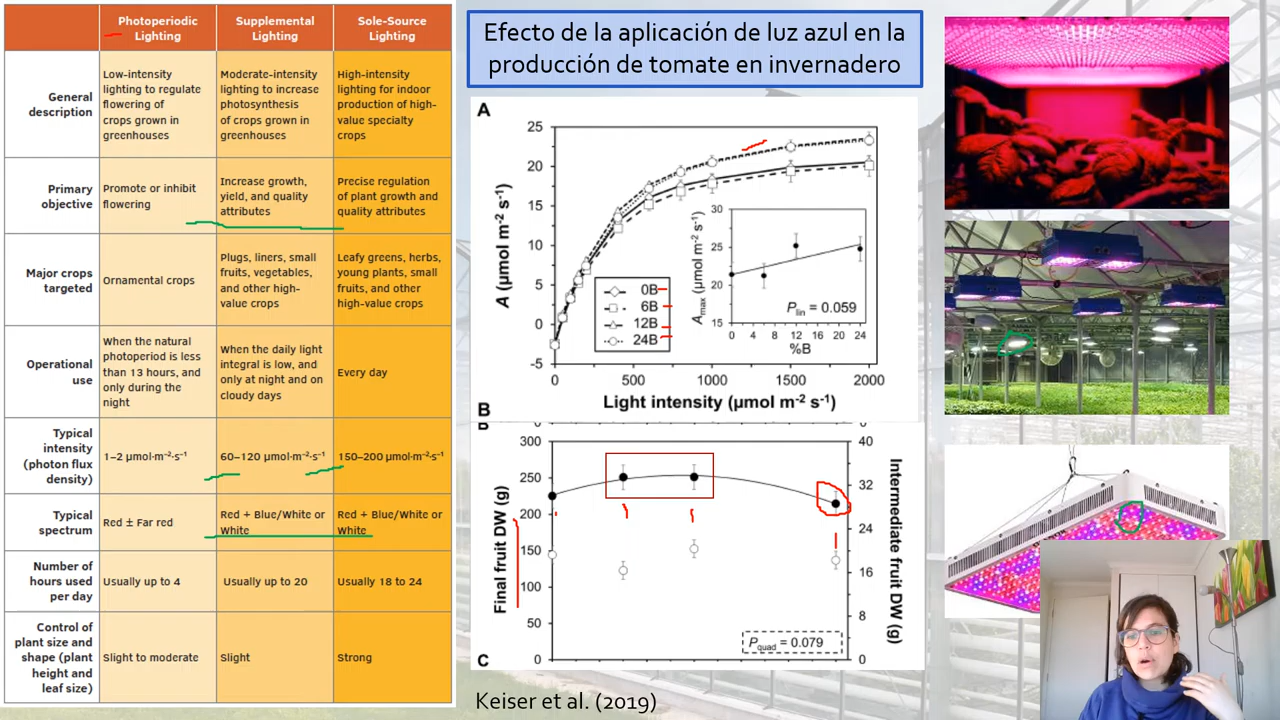 Photoperiodic
Lighting
Supplemental
Lighting
Sole-Source
Lighting
General
description
Low-intensity
lighting to regulate
flowering of
crops grown in
greenhouses
Moderate-intensity
lighting to increase
photosynthesis
of crops grown in
greenhouses
High-intensity
lighting for indoor
production of high-
value specialty
crops
Primary
objective
Promote or inhibit
flowering
Increase growth,
yield, and quality
attributes
Precise regulation
of plant growth and
quality attributes
Major crops
targeted
Ornamental crops
Plugs, liners, small
fruits, vegetables,
and other high-
value crops
Leafy greens, herbs,
young plants, small
fruits, and other
high-value crops
Operational
use
When the natural
photoperiod is less
than 13 hours, and
only during the
night
When the daily light
integral is low, and
only at night and on
cloudy days
Every day
Typical
intensity
(photon flux
density)
1–2 µmol·m⁻²·s⁻¹
60–120 µmol·m⁻²·s⁻¹
150–200 µmol·m⁻²·s⁻¹
Typical
spectrum
Red ± Far red
Red + Blue/White or
White
Red + Blue/White or
White
Number of
hours used
per day
Usually up to 4
Usually up to 20
Usually 18 to 24
Control of
plant size and
shape (plant
height and
leaf size)
Slight to moderate
Slight
Strong
Efecto de la aplicación de luz azul en la
producción de tomate en invernadero
A
A (µmol m⁻² s⁻¹)
25
20
15
10
5
0
-5
0 500 1000 1500 2000
Light intensity (µmol m⁻² s⁻¹)
0B
6B
12B
24B
Amax (µmol m⁻² s⁻¹)
30
25
20
15
Plin = 0.059
0 4 8 12 16 20 24
%B
B
Final fruit DW (g)
300
250
200
150
100
50
0
Intermediate fruit DW (g)
40
32
24
16
8
0
Pquad = 0.079
C
Keiser et al. (2019)